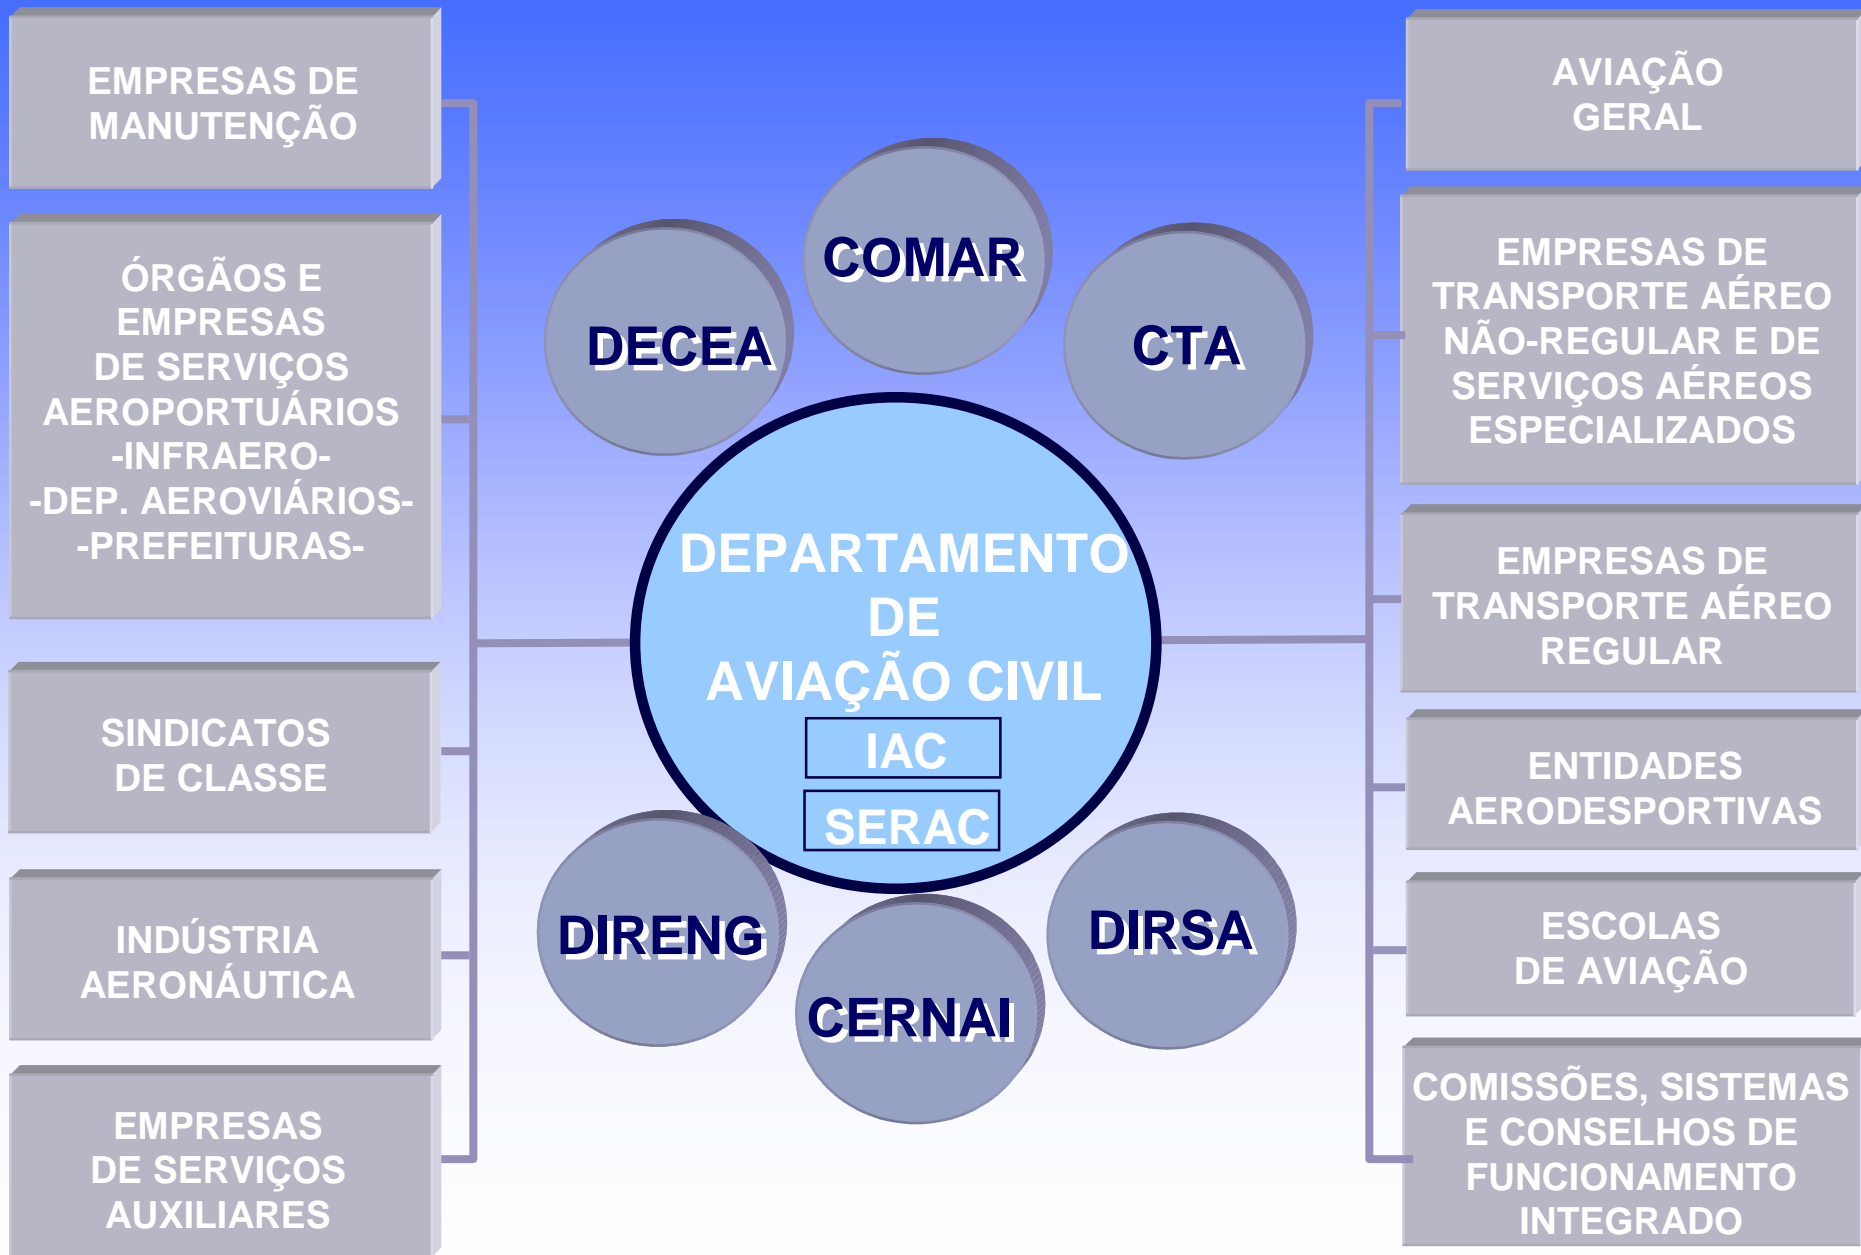 EMPRESAS DE
MANUTENÇÃO
ÓRGÃOS E
EMPRESAS
DE SERVIÇOS
AEROPORTUÁRIOS
-INFRAERO-
-DEP. AEROVIÁRIOS-
-PREFEITURAS-
SINDICATOS
DE CLASSE
INDÚSTRIA
AERONÁUTICA
EMPRESAS
DE SERVIÇOS
AUXILIARES
COMAR
DECEA
CTA
DEPARTAMENTO
DE
AVIAÇÃO CIVIL
IAC
SERAC
DIRENG
CERNAI
DIRSA
AVIAÇÃO
GERAL
EMPRESAS DE
TRANSPORTE AÉREO
NÃO-REGULAR E DE
SERVIÇOS AÉREOS
ESPECIALIZADOS
EMPRESAS DE
TRANSPORTE AÉREO
REGULAR
ENTIDADES
AERODESPORTIVAS
ESCOLAS
DE AVIAÇÃO
COMISSÕES, SISTEMAS
E CONSELHOS DE
FUNCIONAMENTO
INTEGRADO